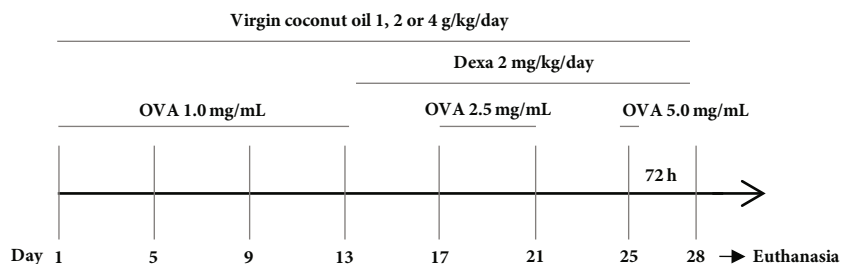 Virgin coconut oil 1, 2 or 4 g/kg/day
Dexa 2 mg/kg/day
OVA 1.0 mg/mL OVA 2.5 mg/mL OVA 5.0 mg/mL
72 h
Day 1 5 9 13 17 21 25 28 Euthanasia